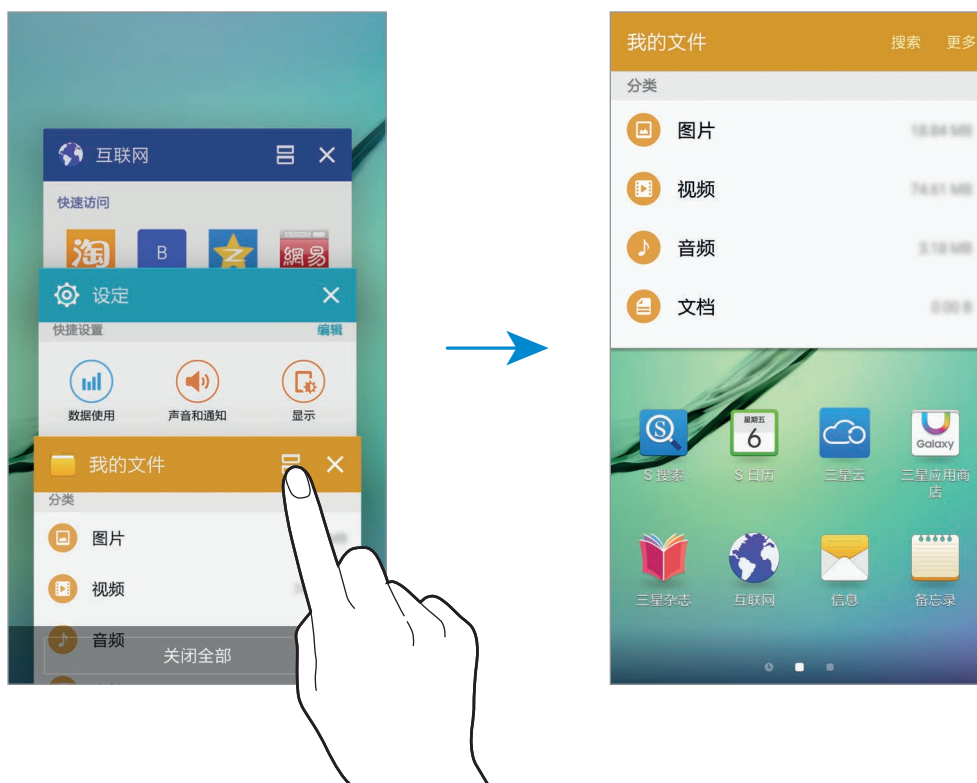 互联网
快速访问
淘
B
Z
網易
设定
快捷设置
编辑
数据使用
声音和通知
显示
我的文件
分类
图片
视频
音频
关闭全部
我的文件
搜索
更多
分类
图片
视频
音频
文档
S 搜索
星期五
6
S 日历
三星云
Galaxy
三星应用商
店
三星杂志
互联网
信息
备忘录